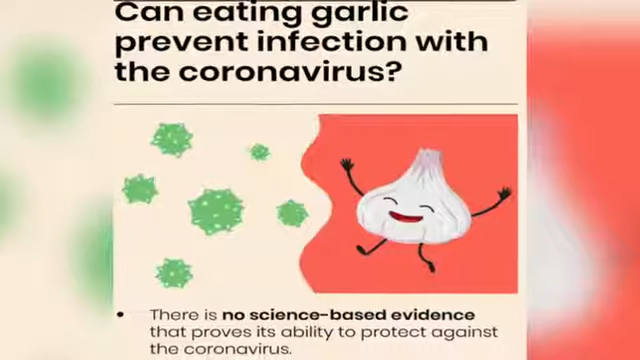 Can eating garlic
prevent infection with
the coronavirus?
• There is no science-based evidence
that proves its ability to protect against
the coronavirus.